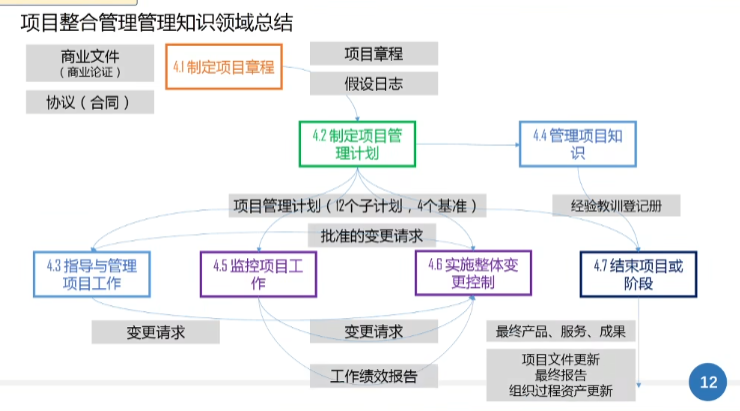 项目整合管理管理知识领域总结
商业文件
（商业论证）
4.1 制定项目章程
项目章程
假设日志
协议（合同）
4.2 制定项目管
理计划
4.4 管理项目知
识
项目管理计划（12个子计划，4个基准）
经验教训登记册
批准的变更请求
4.3 指导与管理
项目工作
4.5 监控项目工
作
4.6 实施整体变
更控制
4.7 结束项目或
阶段
变更请求
变更请求
最终产品、服务、成果
工作绩效报告
项目文件更新
最终报告
组织过程资产更新
12